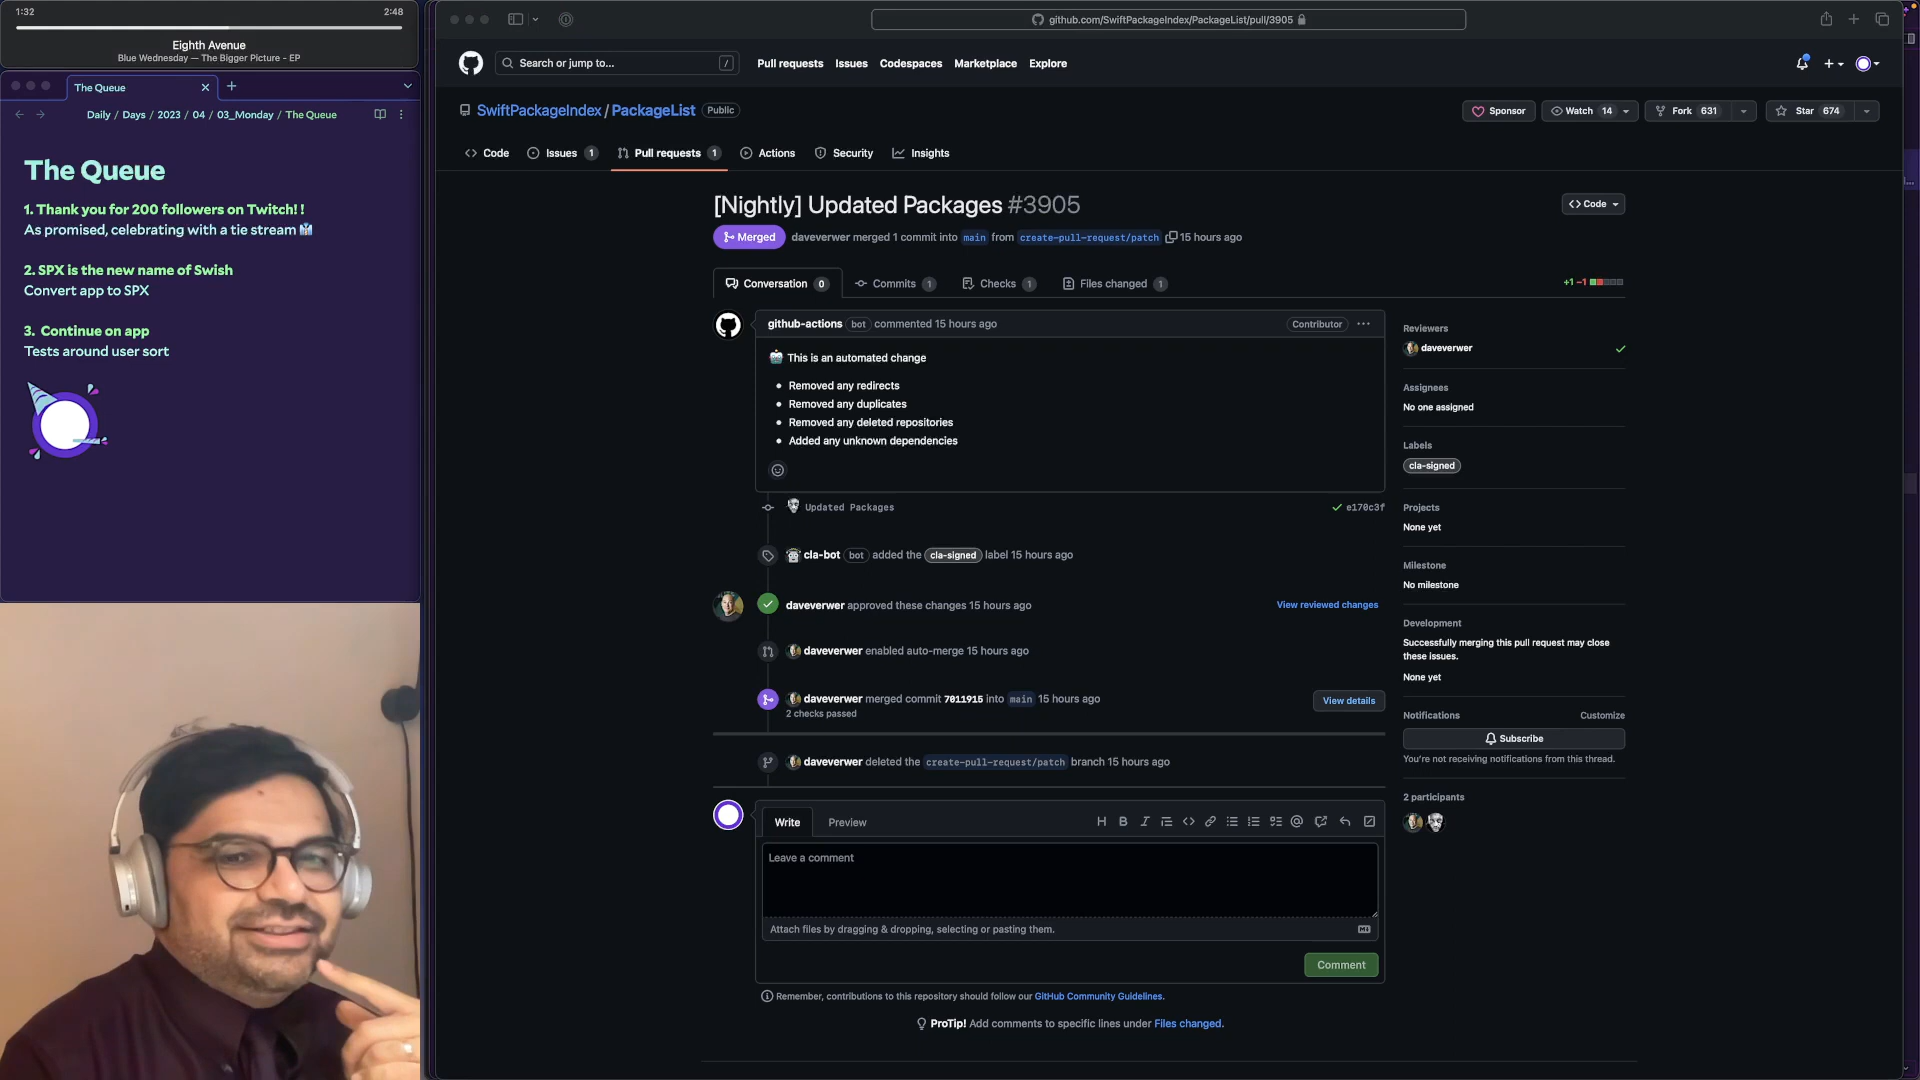 1:32
2:48
Eighth Avenue
Blue Wednesday — The Bigger Picture - EP
The Queue
Daily / Days / 2023 / 04 / 03_Monday / The Queue
The Queue
1. Thank you for 200 followers on Twitch! !
As promised, celebrating with a tie stream
2. SPX is the new name of Swish
Convert app to SPX
3. Continue on app
Tests around user sort
github.com/SwiftPackageIndex/PackageList/pull/3905
Search or jump to...
/
Pull requests
Issues
Codespaces
Marketplace
Explore
SwiftPackageIndex / PackageList
Public
Sponsor
Watch 14
Fork 631
Star 674
Code
Issues 1
Pull requests 1
Actions
Security
Insights
[Nightly] Updated Packages #3905
Code
Merged
daveverwer merged 1 commit into main from create-pull-request/patch 15 hours ago
Conversation 0
Commits 1
Checks 1
Files changed 1
+1 −1
github-actions bot commented 15 hours ago
Contributor
This is an automated change
Removed any redirects
Removed any duplicates
Removed any deleted repositories
Added any unknown dependencies
Updated Packages
e170c3f
cla-bot bot added the cla-signed label 15 hours ago
daveverwer approved these changes 15 hours ago
View reviewed changes
daveverwer enabled auto-merge 15 hours ago
daveverwer merged commit 7011915 into main 15 hours ago
2 checks passed
View details
daveverwer deleted the create-pull-request/patch branch 15 hours ago
Write
Preview
Leave a comment
Attach files by dragging & dropping, selecting or pasting them.
Comment
Remember, contributions to this repository should follow our GitHub Community Guidelines.
ProTip! Add comments to specific lines under Files changed.
Reviewers
daveverwer
Assignees
No one assigned
Labels
cla-signed
Projects
None yet
Milestone
No milestone
Development
Successfully merging this pull request may close
these issues.
None yet
Notifications
Customize
Subscribe
You're not receiving notifications from this thread.
2 participants